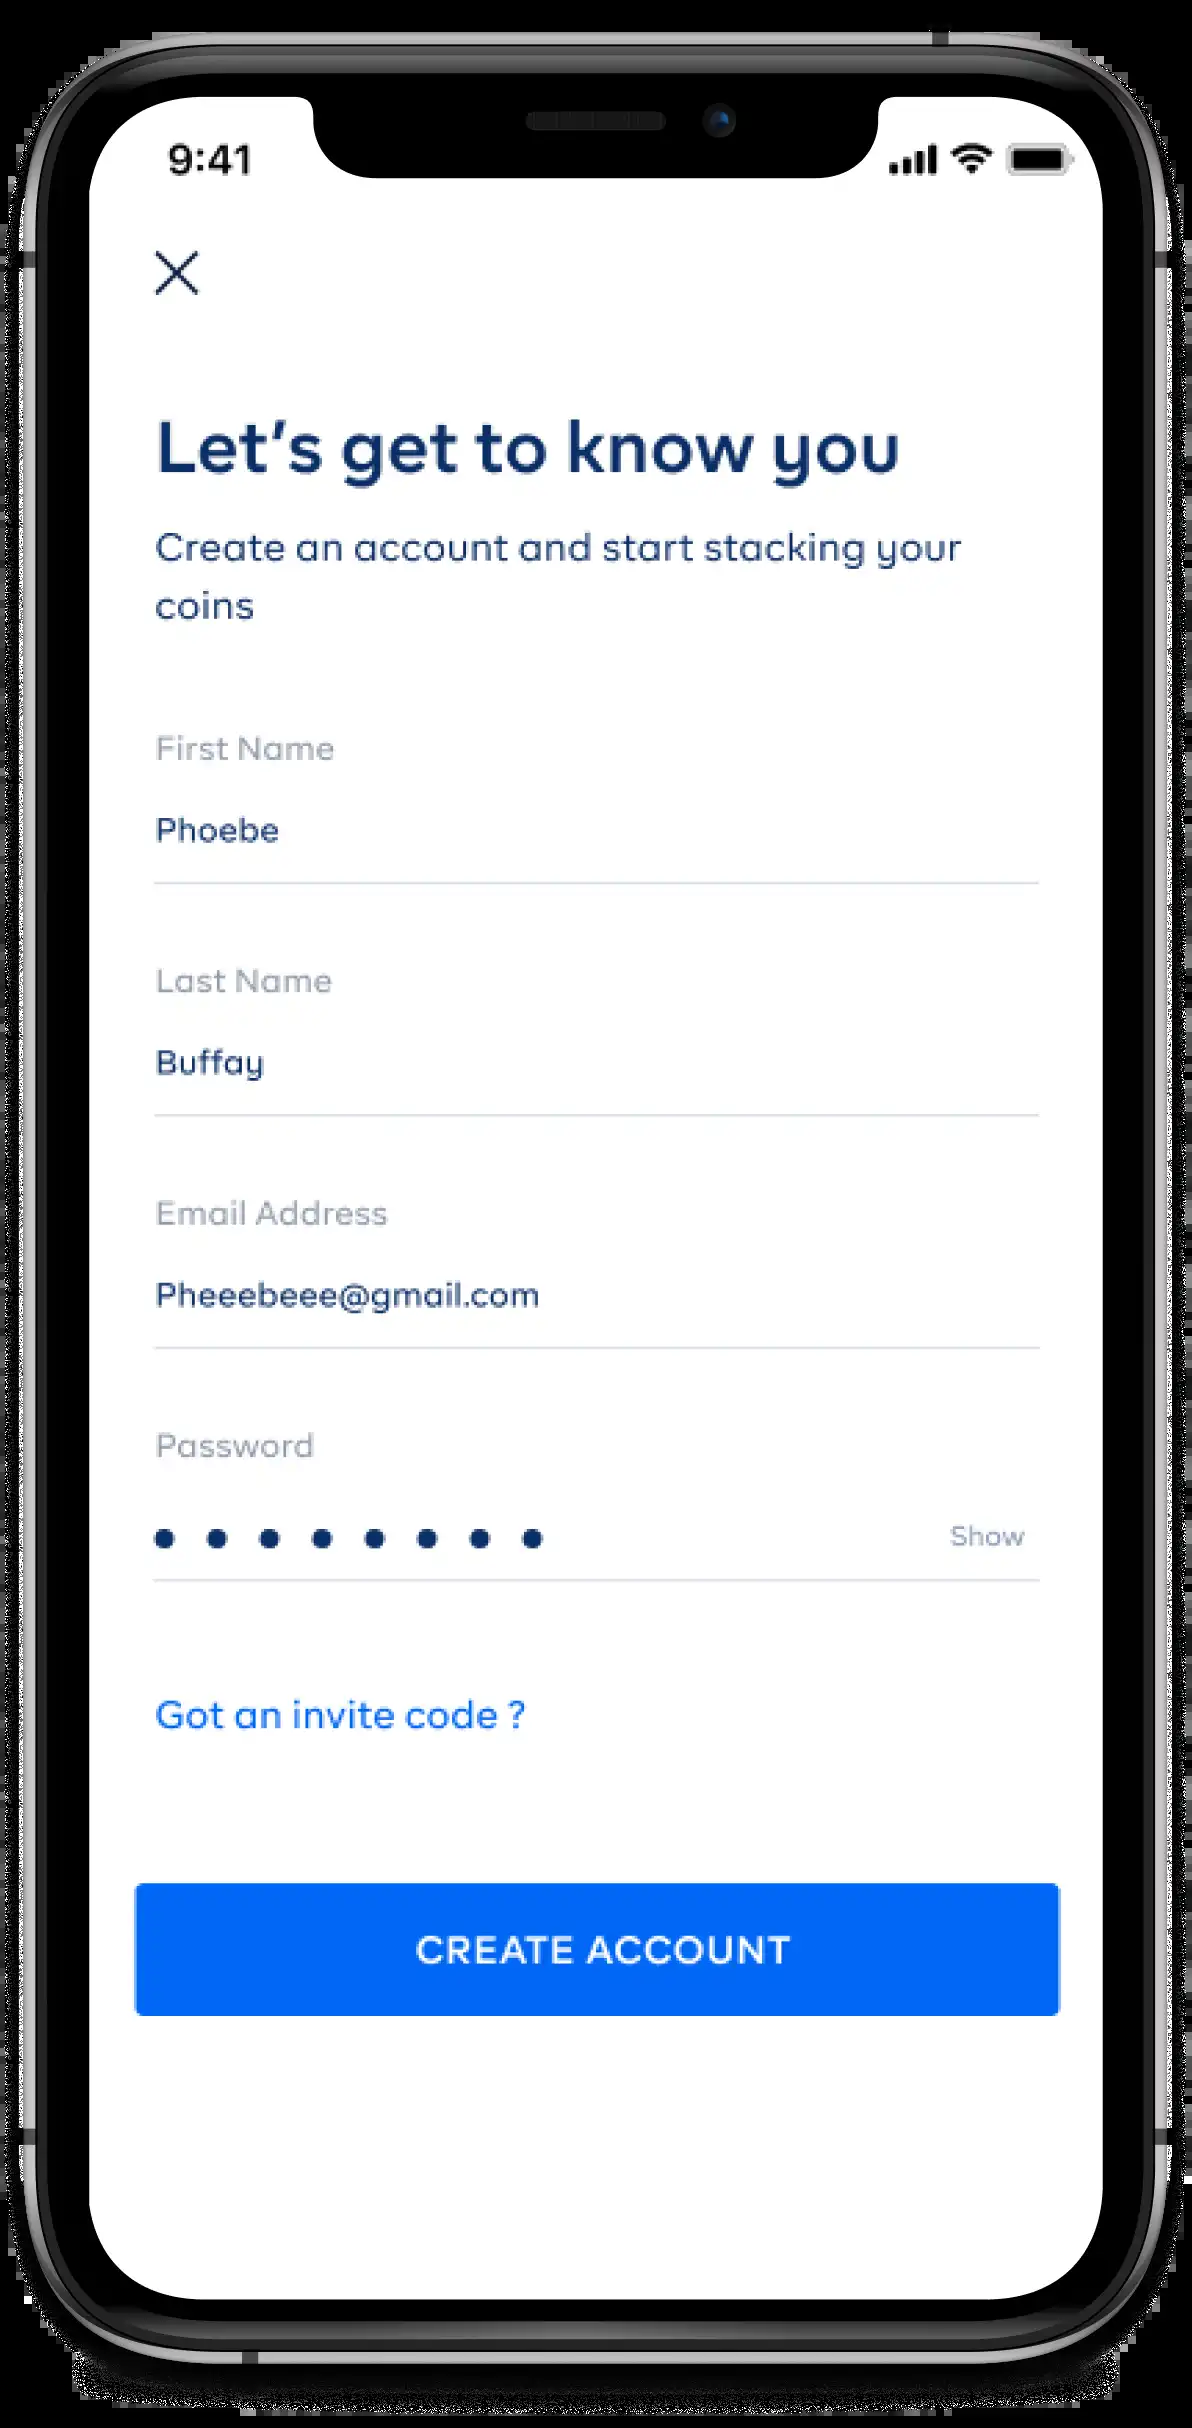 9:41
Let's get to know you
Create an account and start stacking your
coins
First Name
Phoebe
Last Name
Buffay
Email Address
Pheeebeee@gmail.com
Password
Show
Got an invite code ?
CREATE ACCOUNT